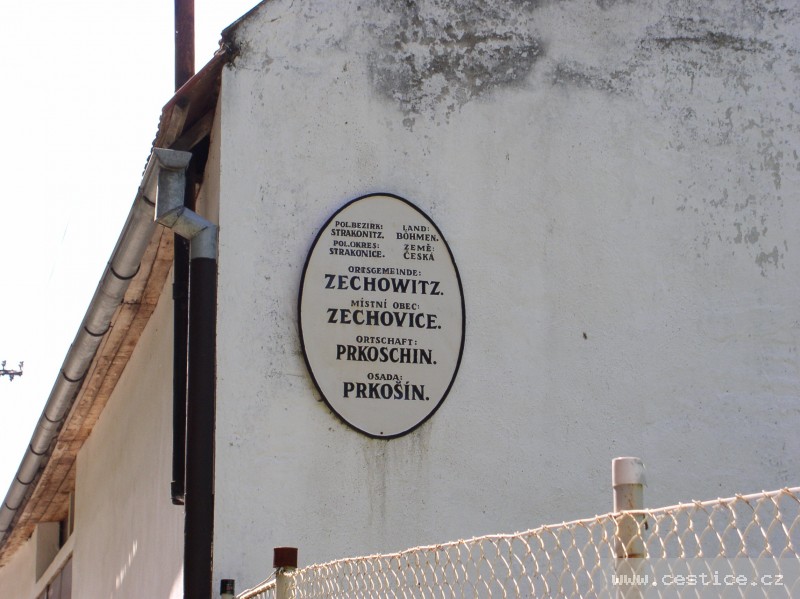 POL.BEZIRK: LAND:
STRAKONITZ. BÖHMEN.
POL.OKRES: ZEMĚ:
STRAKONICE. ČESKÁ
ORTSGEMEINDE:
ZECHOWITZ.
MÍSTNÍ OBEC:
ZECHOVICE.
ORTSCHAFT:
PRKOSCHIN.
OSADA:
PRKOŠÍN.
www.cestice.cz